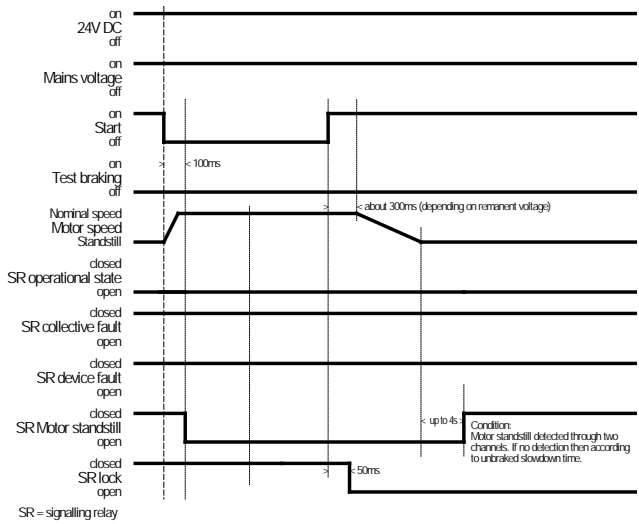 on
24V DC
off
on
Mains voltage
off
on
Start
off
on
> < 100ms
Test braking
off
> < about 300ms (depending on remanent voltage)
Nominal speed
Motor speed
Standstill
closed
SR operational state
open
closed
SR collective fault
open
closed
SR device fault
open
closed
SR Motor standstill
open
< up to 4s >
Condition:
Motor standstill detected through two
channels. If no detection then according
to unbraked slowdown time.
closed
SR lock
open
> < 50ms
SR = signalling relay